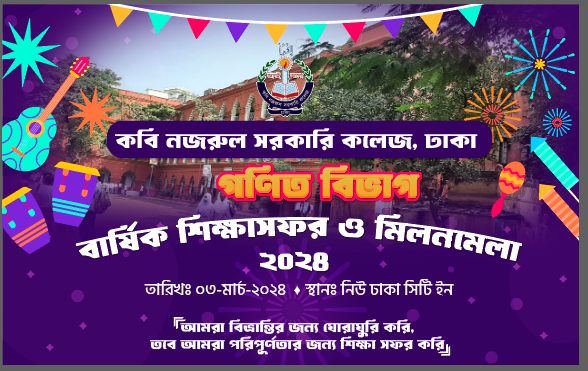 কবি নজরুল সরকারি কলেজ, ঢাকা
গণিত বিভাগ
বার্ষিক শিক্ষাসফর ও মিলনমেলা
২০২৪
তারিখঃ ০৩-মার্চ-২০২৪ ♦ স্থানঃ নিউ ঢাকা সিটি ইন
『আমরা বিভ্রান্তির জন্য ঘোরাঘুরি করি,
তবে আমরা পরিপূর্ণতার জন্য শিক্ষা সফর করি』